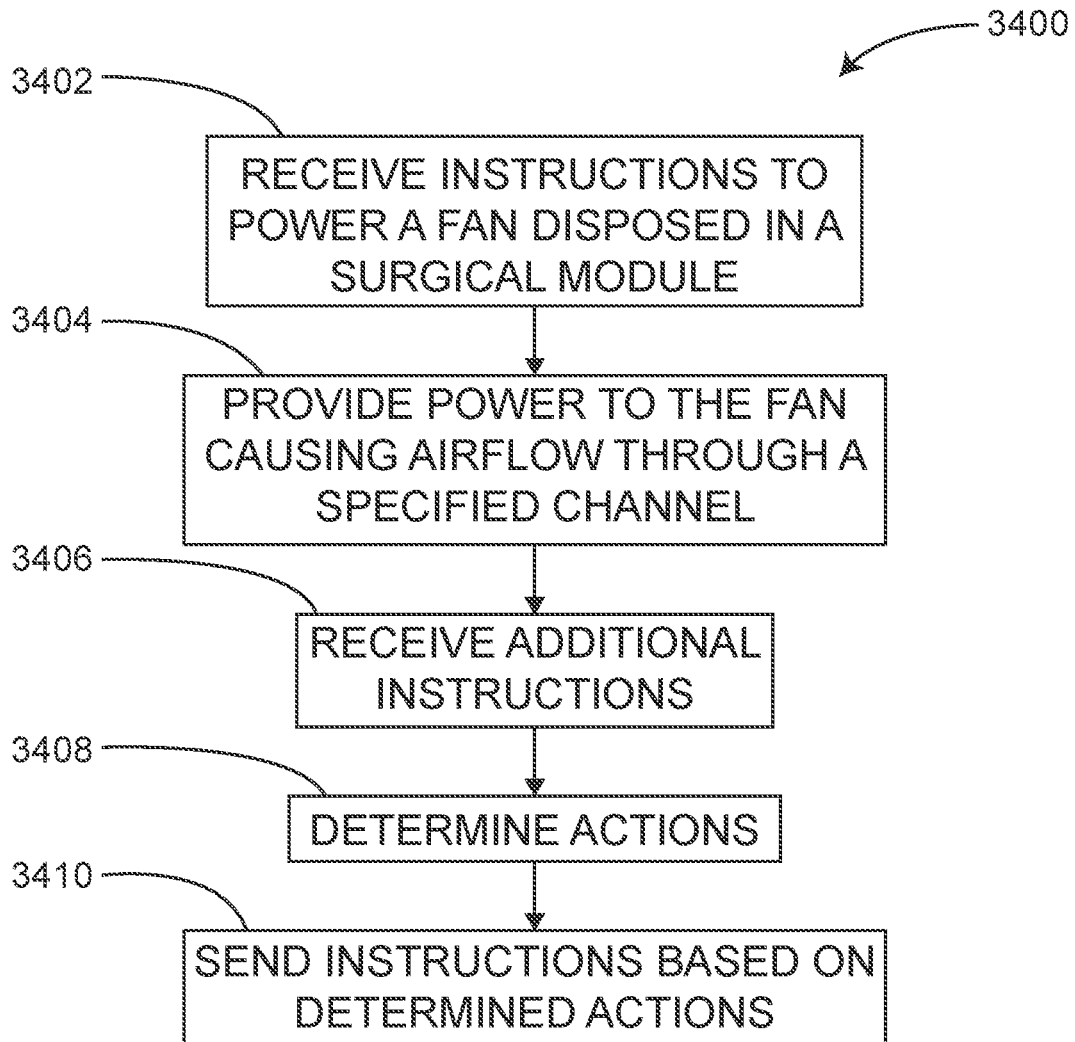 3400
3402
RECEIVE INSTRUCTIONS TO
POWER A FAN DISPOSED IN A
SURGICAL MODULE
3404
PROVIDE POWER TO THE FAN
CAUSING AIRFLOW THROUGH A
SPECIFIED CHANNEL
3406
RECEIVE ADDITIONAL
INSTRUCTIONS
3408
DETERMINE ACTIONS
3410
SEND INSTRUCTIONS BASED ON
DETERMINED ACTIONS